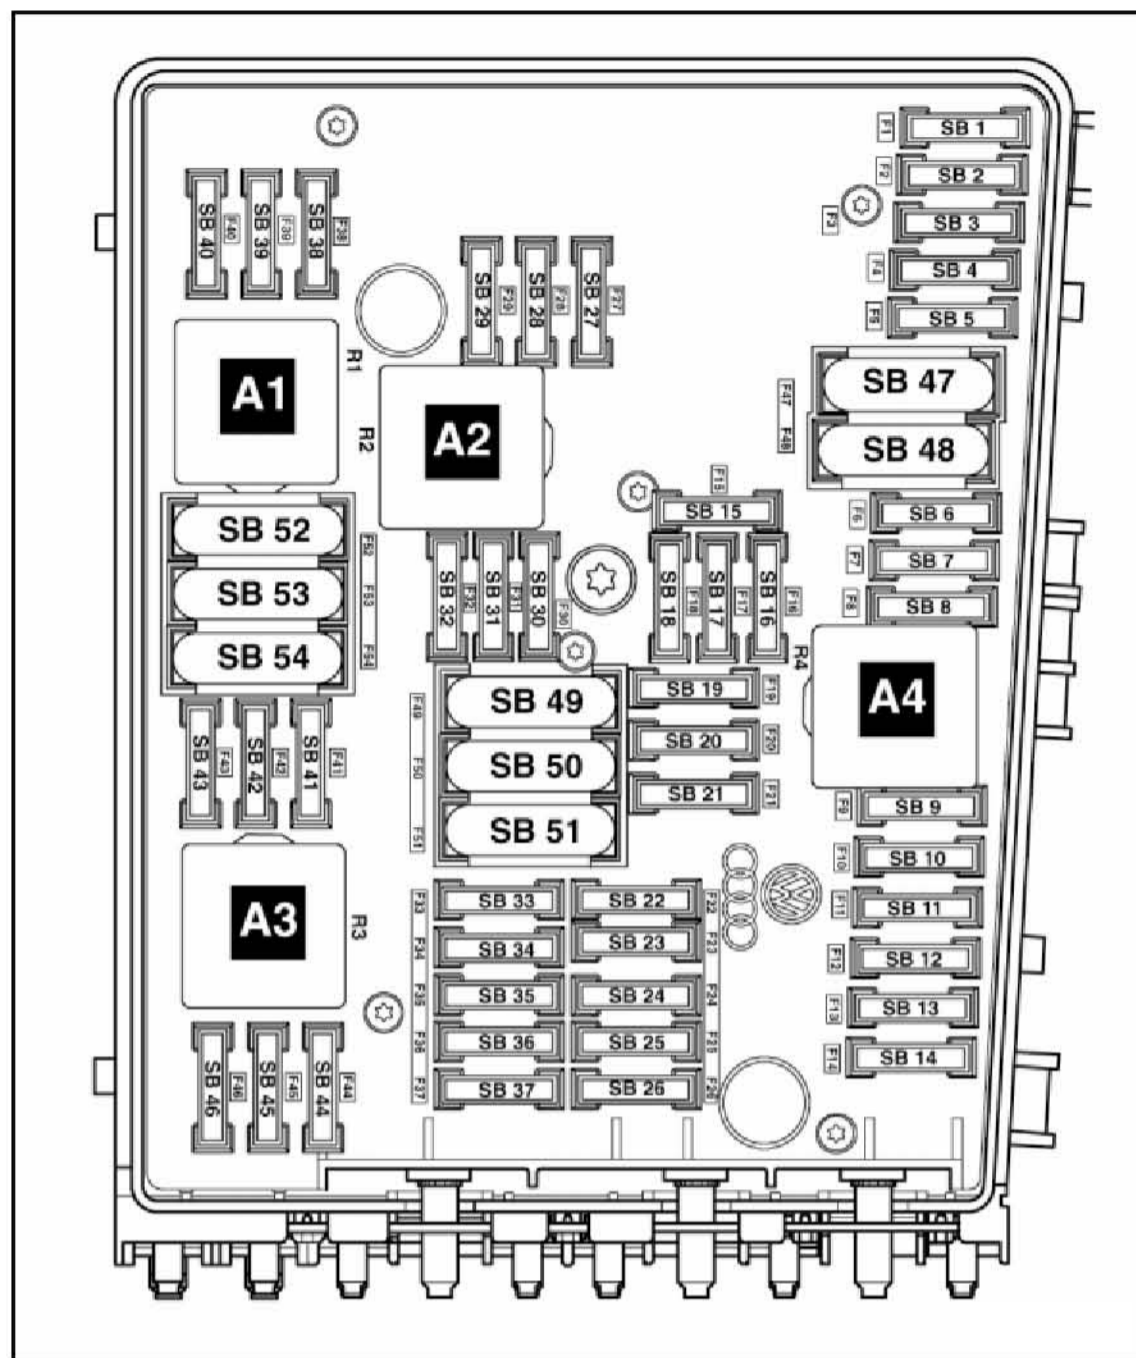 F1 SB 1
F2 SB 2
F3 SB 3
F4 SB 4
F5 SB 5
SB 40 F40 SB 39 F39 SB 38 F38
SB 29 F29 SB 28 F28 SB 27 F27
A1 R1
R2 A2
F47 SB 47
F48 SB 48
F15
SB 15
F6 SB 6
F7 SB 7
F8 SB 8
SB 52 F52
SB 53 F53
SB 54 F54
SB 32 F32 SB 31 F31 SB 30 F30
SB 18 F18 SB 17 F17 SB 16 F16
R4 A4
F49 SB 49
F50 SB 50
F51 SB 51
SB 19 F19
SB 20 F20
SB 21 F21
SB 43 F43 SB 42 F42 SB 41 F41
F9 SB 9
F10 SB 10
F11 SB 11
F12 SB 12
F13 SB 13
F14 SB 14
A3 R3
F33 SB 33 SB 22 F22
F34 SB 34 SB 23 F23
F35 SB 35 SB 24 F24
F36 SB 36 SB 25 F25
F37 SB 37 SB 26 F26
SB 46 F46 SB 45 F45 SB 44 F44